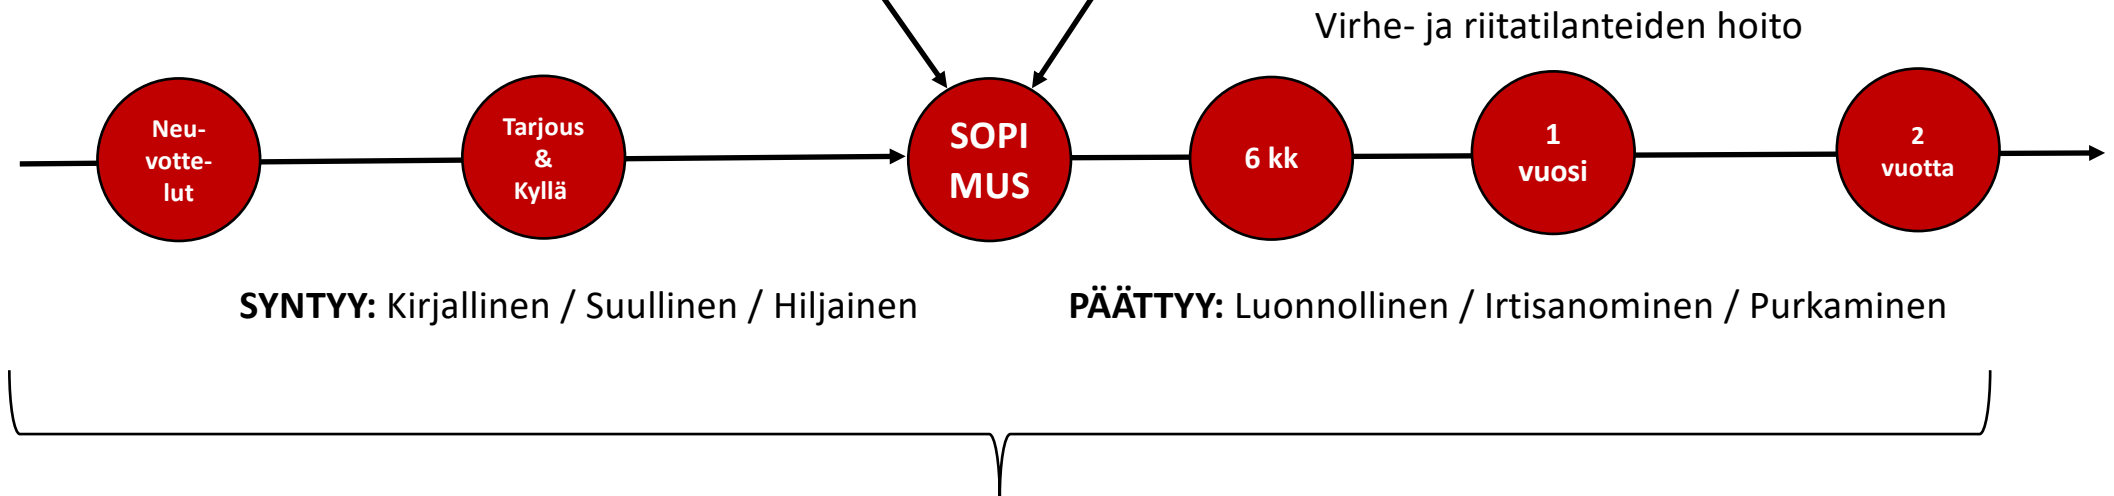 Virhe- ja riitatilanteiden hoito
Neu-
votte-
lut
Tarjous
&
Kyllä
SOPI
MUS
6 kk
1
vuosi
2
vuotta
SYNTYY: Kirjallinen / Suullinen / Hiljainen
PÄÄTTYY: Luonnollinen / Irtisanominen / Purkaminen